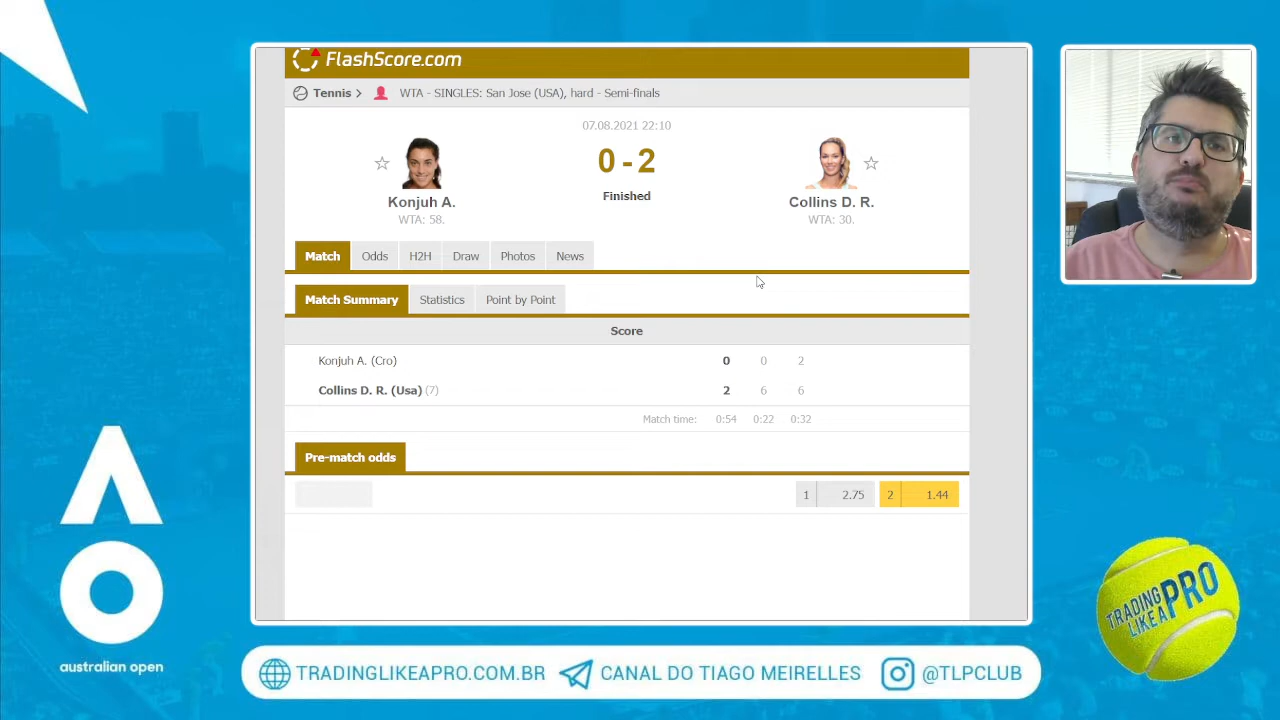 FlashScore.com
Tennis > WTA - SINGLES: San Jose (USA), hard - Semi-finals
07.08.2021 22:10
0 - 2
Finished
Konjuh A.
WTA: 58.
Collins D. R.
WTA: 30.
Match Odds H2H Draw Photos News
Match Summary Statistics Point by Point
Score
Konjuh A. (Cro) 0 0 2
Collins D. R. (Usa) (7) 2 6 6
Match time: 0:54 0:22 0:32
Pre-match odds
1 2.75 2 1.44
australian open
TRADING
LIKE A PRO
TRADINGLIKEAPRO.COM.BR CANAL DO TIAGO MEIRELLES @TLPCLUB